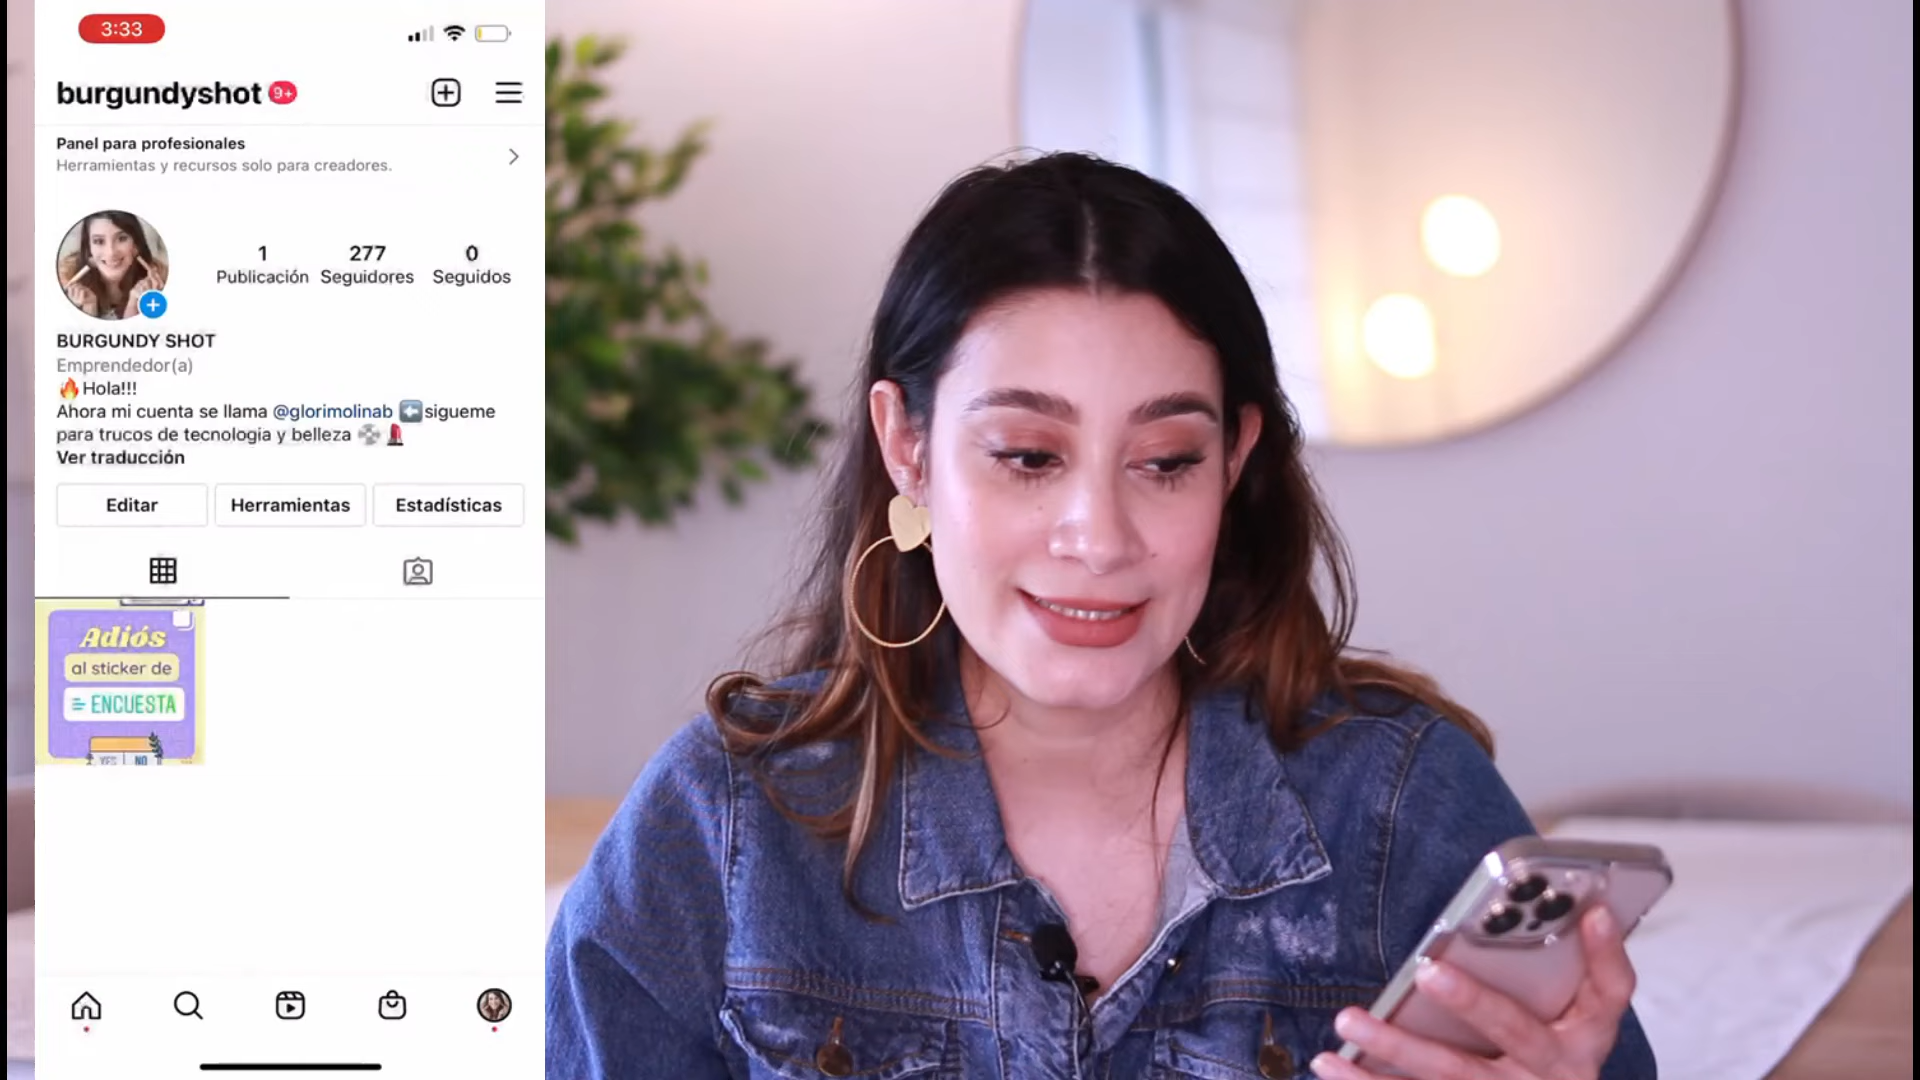 3:33
burgundyshot 9+
Panel para profesionales
Herramientas y recursos solo para creadores.
1 277 0
Publicación Seguidores Seguidos
BURGUNDY SHOT
Emprendedor(a)
🔥Hola!!!
Ahora mi cuenta se llama @glorimolinab ⬅️sigueme
para trucos de tecnologia y belleza 💿💄
Ver traducción
Editar Herramientas Estadísticas
Adiós
al sticker de
ENCUESTA
YES NO